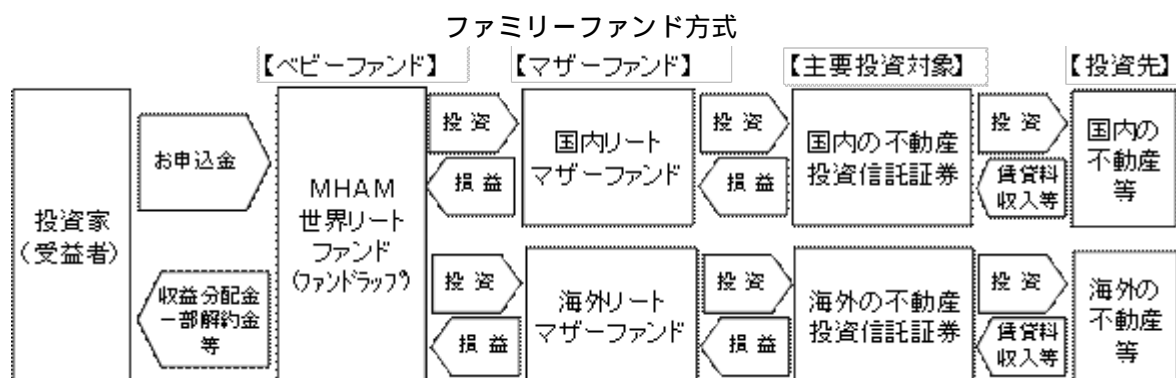 ファミリーファンド方式
【ベビーファンド】
【マザーファンド】
【主要投資対象】
【投資先】
投資家
（受益者）
お申込金
収益分配金
一部解約金
等
MHAM
世界リート
ファンド
(ファンドラップ)
投資
損益
国内リート
マザーファンド
投資
損益
国内の不動産
投資信託証券
投資
賃貸料
収入等
国内の
不動産
等
投資
損益
海外リート
マザーファンド
投資
損益
海外の不動産
投資信託証券
投資
賃貸料
収入等
海外の
不動産
等